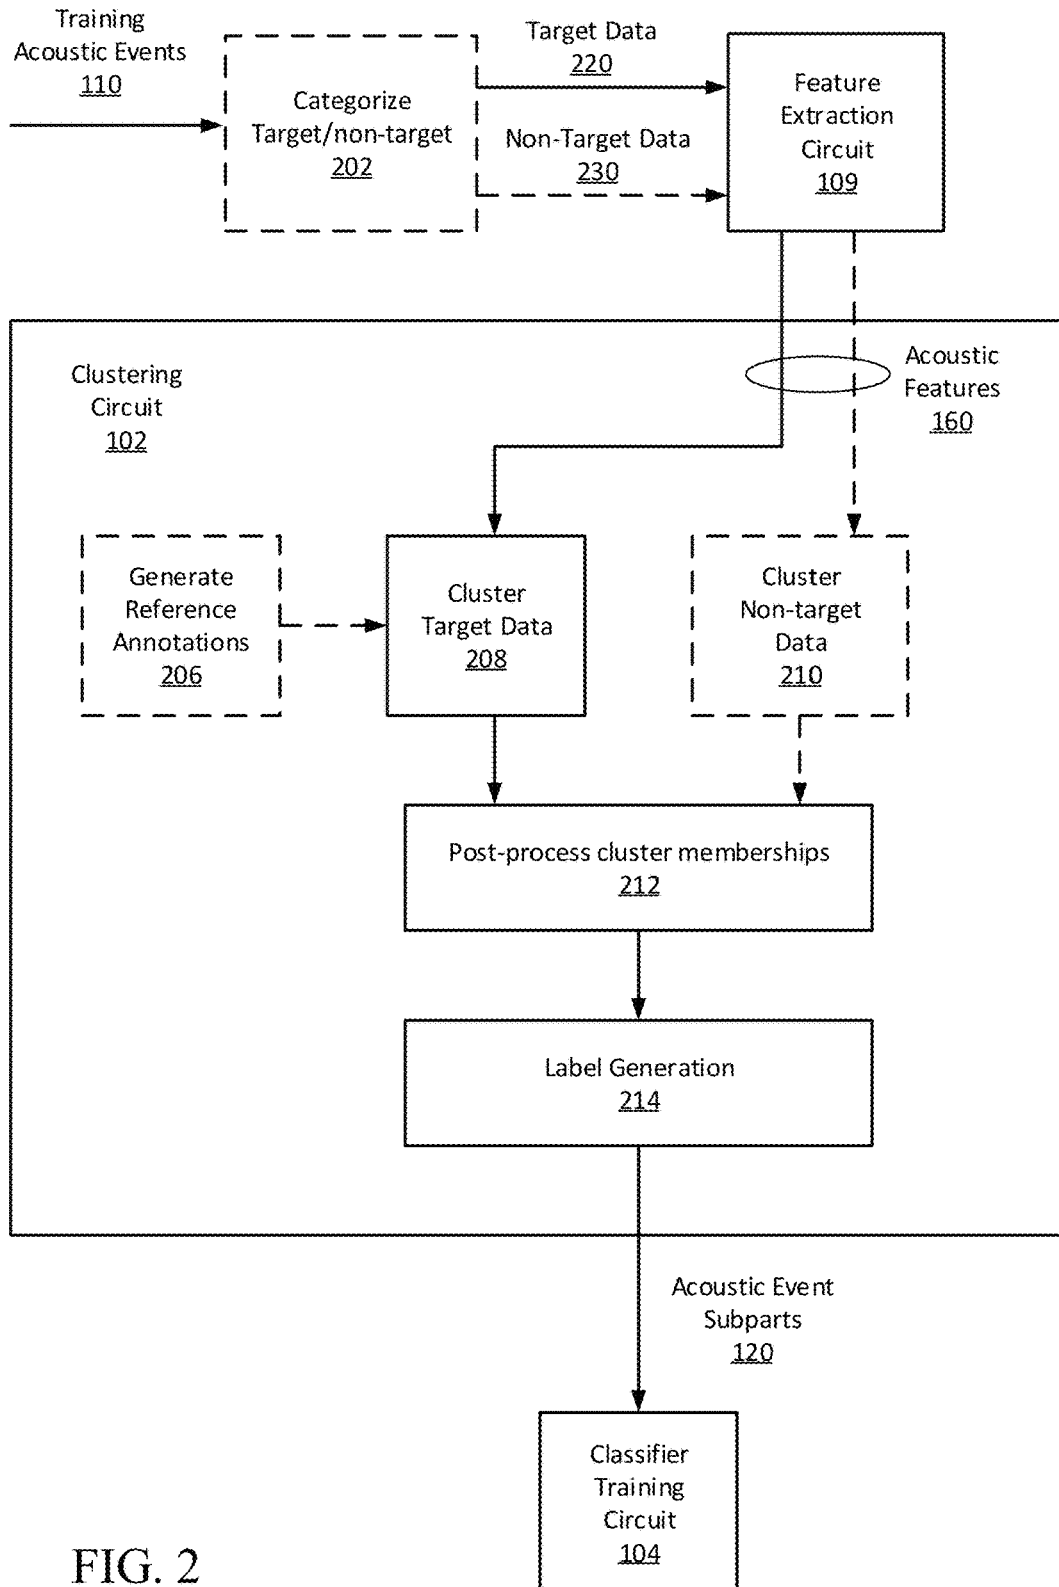 Training
Acoustic Events
110
Categorize
Target/non-target
202
Target Data
220
Non-Target Data
230
Feature
Extraction
Circuit
109
Clustering
Circuit
102
Acoustic
Features
160
Generate
Reference
Annotations
206
Cluster
Target Data
208
Cluster
Non-target
Data
210
Post-process cluster memberships
212
Label Generation
214
Acoustic Event
Subparts
120
Classifier
Training
Circuit
104
FIG. 2